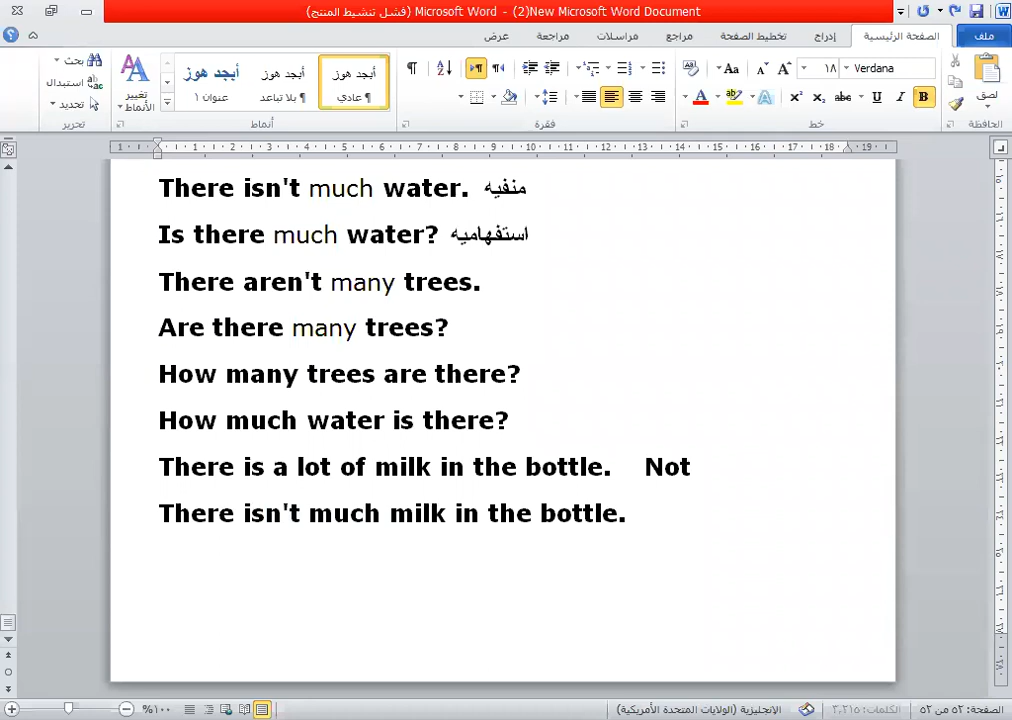 New Microsoft Word Document(2) - Microsoft Word (فشل تنشيط المنتج)
ملف
الصفحة الرئيسية
إدراج
تخطيط الصفحة
مراجع
مراسلات
مراجعة
عرض
لصق
الحافظة
Verdana
١٨
خط
فقرة
أبجد هوز
عادي
أبجد هوز
بلا تباعد
أبجد هوز
عنوان ١
تغيير الأنماط
أنماط
بحث
استبدال
تحديد
تحرير
There isn't much water. منفيه
Is there much water? استفهاميه
There aren't many trees.
Are there many trees?
How many trees are there?
How much water is there?
There is a lot of milk in the bottle. Not
There isn't much milk in the bottle.
الصفحة: ٥٢ من ٥٢
الكلمات: ٣,٢١٥
الإنجليزية (الولايات المتحدة الأمريكية)
١٠٠%